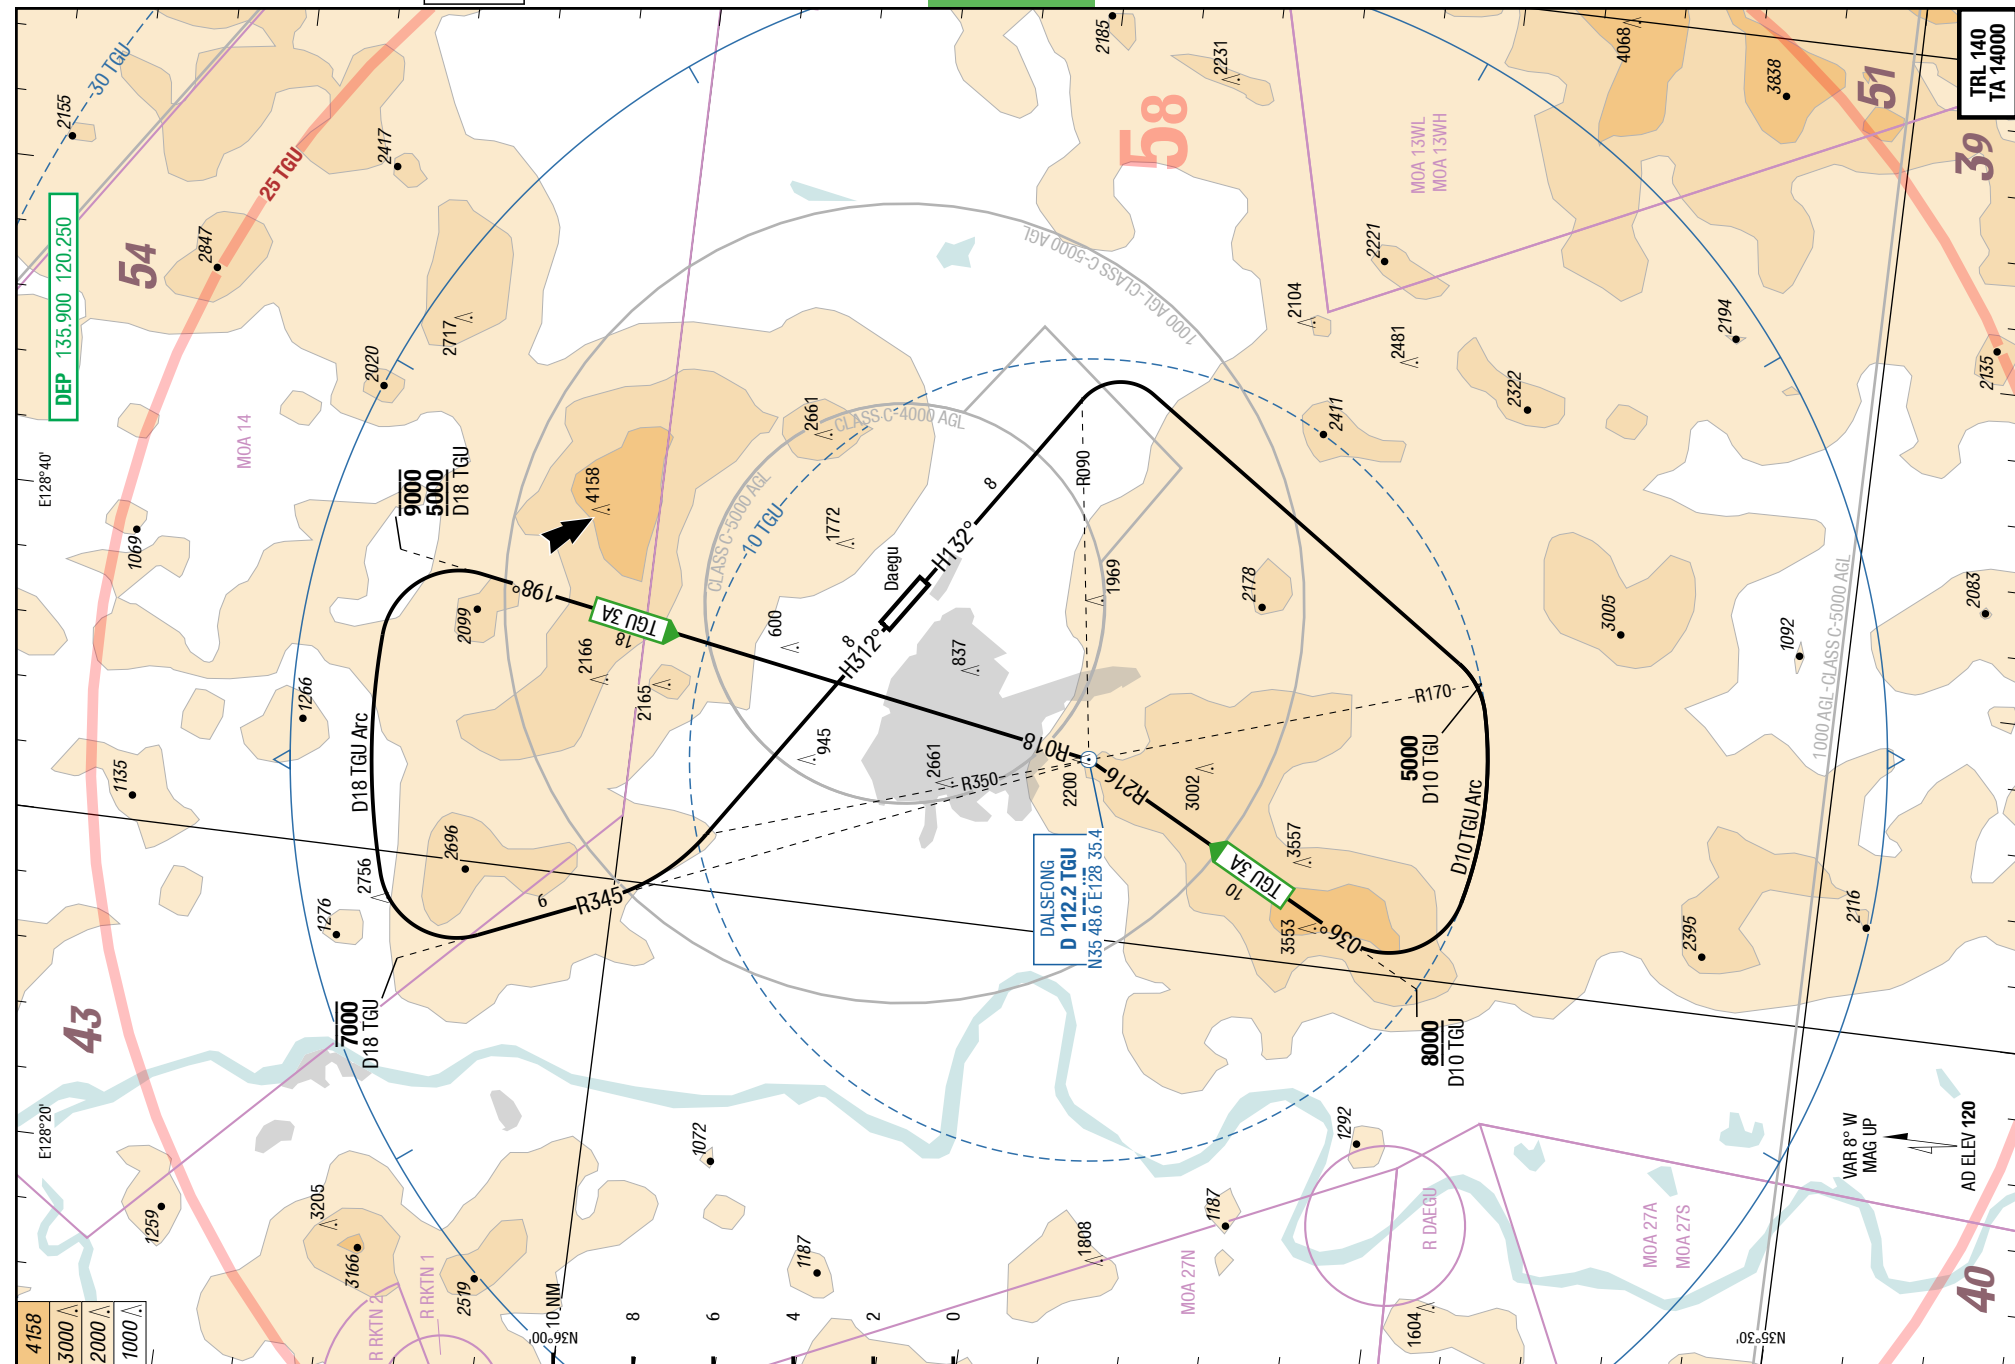 30 TGU
2155
2417
25 TGU
2847
54
DEP 135.900 120.250
2717
2020
MOA 14
E128°40'
1069
9000
5000
D18 TGU
4158
2661
1772
10 TGU
CLASS C-4000 AGL
CLASS C-5000 AGL
1000 AGL-CLASS C-5000 AGL
2185
2231
58
MOA 13WL
MOA 13WH
4068
3838
51
TRL 140
TA 14000
39
2221
2104
2481
2194
2135
2322
2411
8
R090
H132°
Daegu
H312°
8
600
837
1969
2178
3005
1092
2083
1000 AGL-CLASS C-5000 AGL
198°
TGU 3A
18
2099
2166
2165
1266
D18 TGU Arc
1135
2696
2756
1276
6
R345
945
2661
R350
R018
2200
R216
3002
R170
5000
D10 TGU
D10 TGU Arc
3557
TGU 3A
10
3553
036°
DALSEONG
D 112.2 TGU
N35 48.6 E128 35.4
8000
D10 TGU
2395
2116
43
7000
D18 TGU
E128°20'
1259
3205
3166
2519
R RKTN 1
R RKTN 2
1072
1187
1808
1187
1292
MOA 27N
R DAEGU
1604
MOA 27A
MOA 27S
VAR 8° W
MAG UP
AD ELEV 120
40
4158
3000
2000
1000
N36°00'
10 NM
8
6
4
2
0
N35°30'